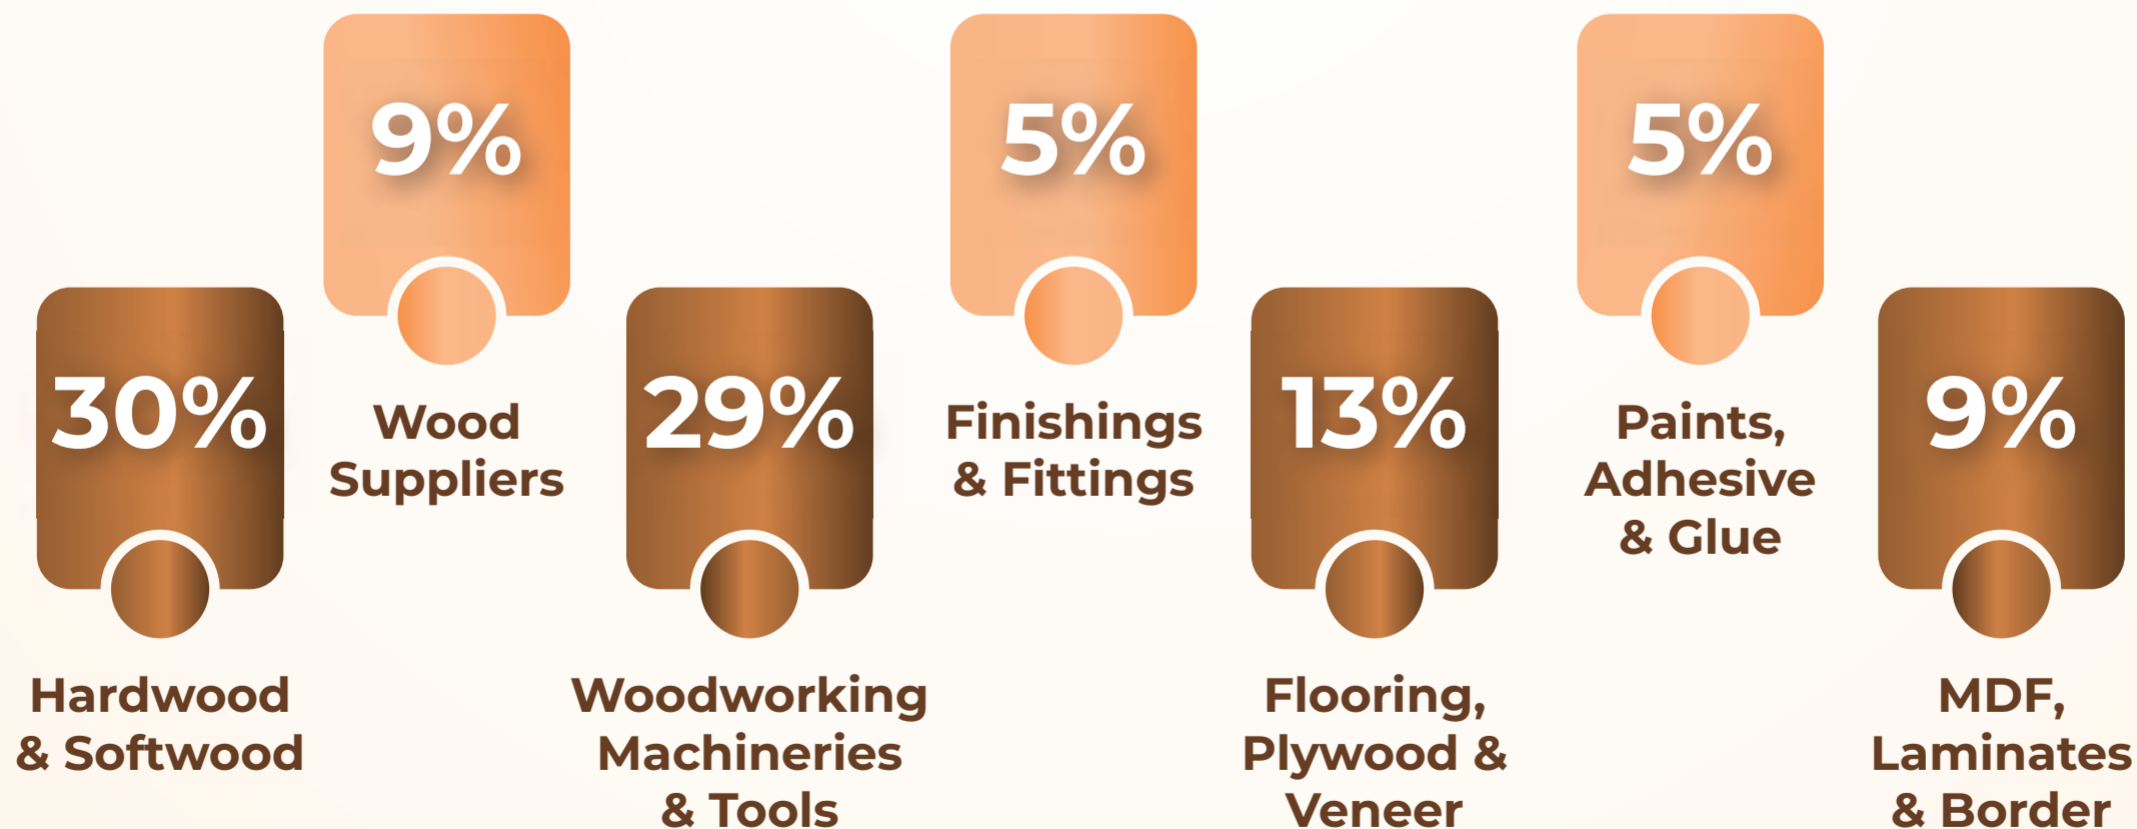 30%
Hardwood
& Softwood
9%
Wood
Suppliers
29%
Woodworking
Machineries
& Tools
5%
Finishings
& Fittings
13%
Flooring,
Plywood &
Veneer
5%
Paints,
Adhesive
& Glue
9%
MDF,
Laminates
& Border